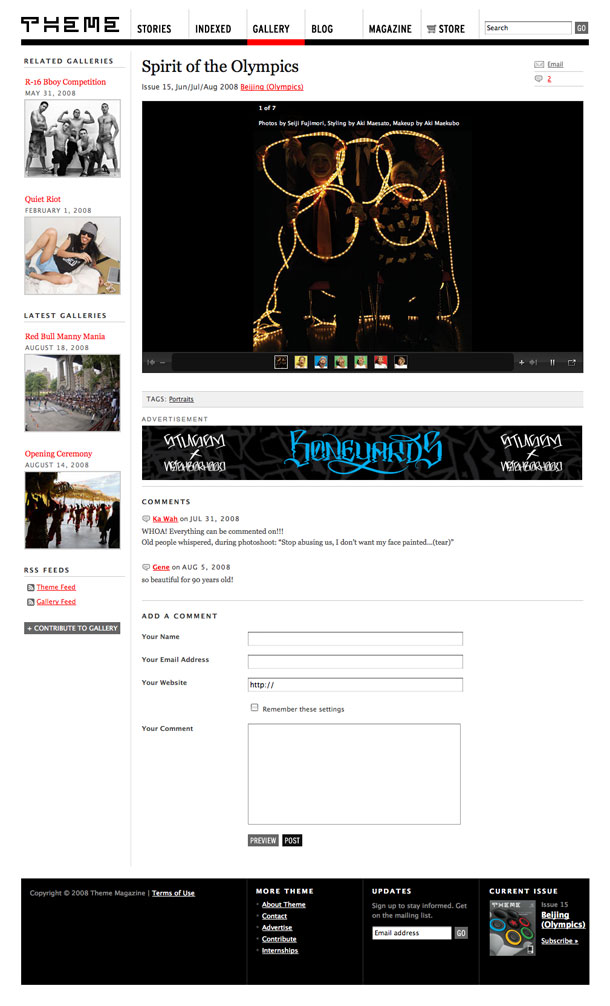 THEME
STORIES
INDEXED
GALLERY
BLOG
MAGAZINE
STORE
Search
GO
RELATED GALLERIES
R-16 Bboy Competition
MAY 31, 2008
Quiet Riot
FEBRUARY 1, 2008
LATEST GALLERIES
Red Bull Manny Mania
AUGUST 18, 2008
Opening Ceremony
AUGUST 14, 2008
RSS FEEDS
Theme Feed
Gallery Feed
+ CONTRIBUTE TO GALLERY
Spirit of the Olympics
Issue 15, Jun/Jul/Aug 2008 Beijing (Olympics)
Email
2
1 of 7
Photos by Seiji Fujimori, Styling by Aki Maesato, Makeup by Aki Maekubo
TAGS: Portraits
ADVERTISEMENT
STUSSY
X
NEIGHBORHOOD
BONEYARDS
STUSSY
X
NEIGHBORHOOD
COMMENTS
Ka Wah on JUL 31, 2008
WHOA! Everything can be commented on!!!
Old people whispered, during photoshoot: “Stop abusing us, I don't want my face painted...(tear)”
Gene on AUG 5, 2008
so beautiful for 90 years old!
ADD A COMMENT
Your Name
Your Email Address
Your Website
http://
Remember these settings
Your Comment
PREVIEW
POST
Copyright © 2008 Theme Magazine | Terms of Use
MORE THEME
About Theme
Contact
Advertise
Contribute
Internships
UPDATES
Sign up to stay informed. Get
on the mailing list.
Email address
GO
CURRENT ISSUE
THEME
Issue 15
Beijing
(Olympics)
Subscribe »